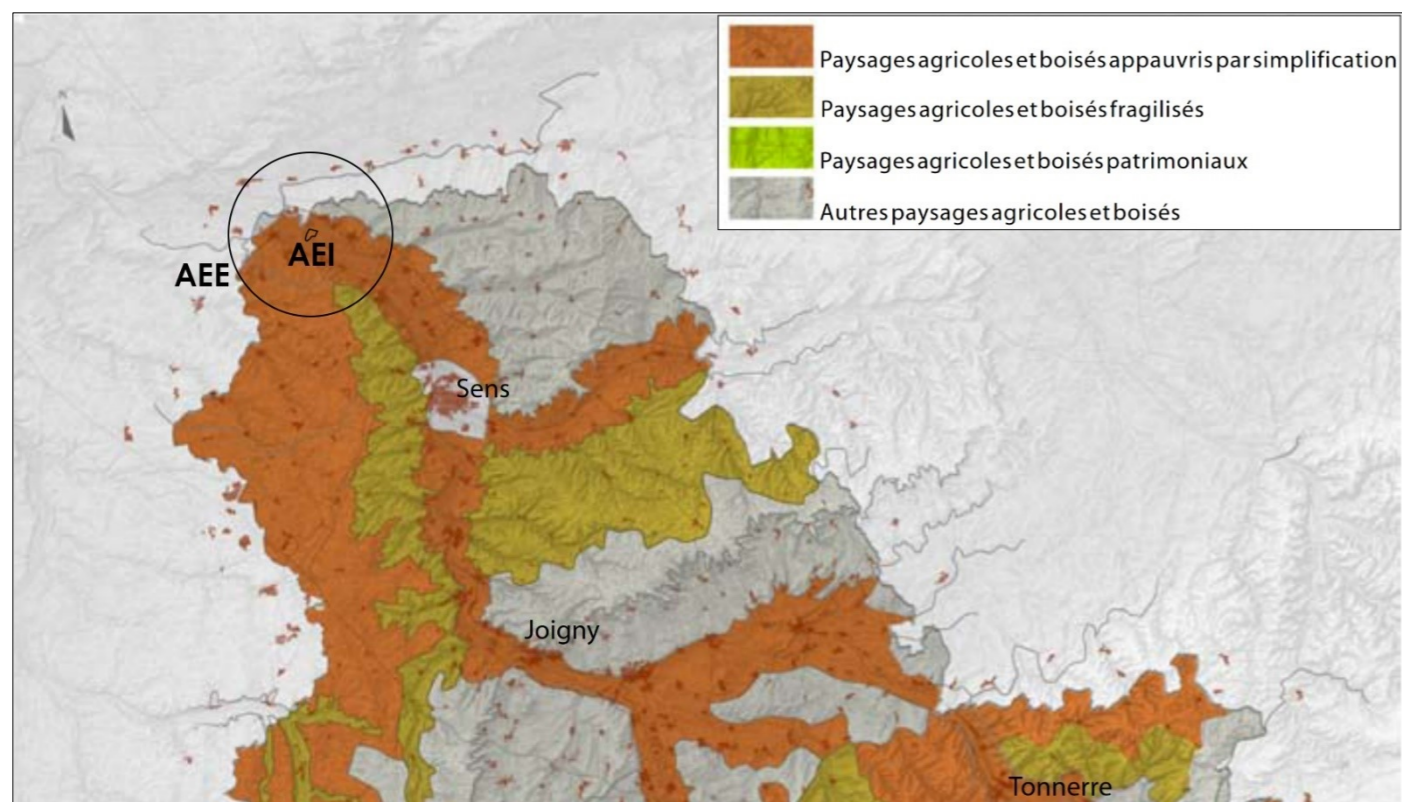 Paysages agricoles et boisés appauvris par simplification
Paysages agricoles et boisés fragilisés
Paysages agricoles et boisés patrimoniaux
Autres paysages agricoles et boisés
N
AEI
AEE
Sens
Joigny
Tonnerre